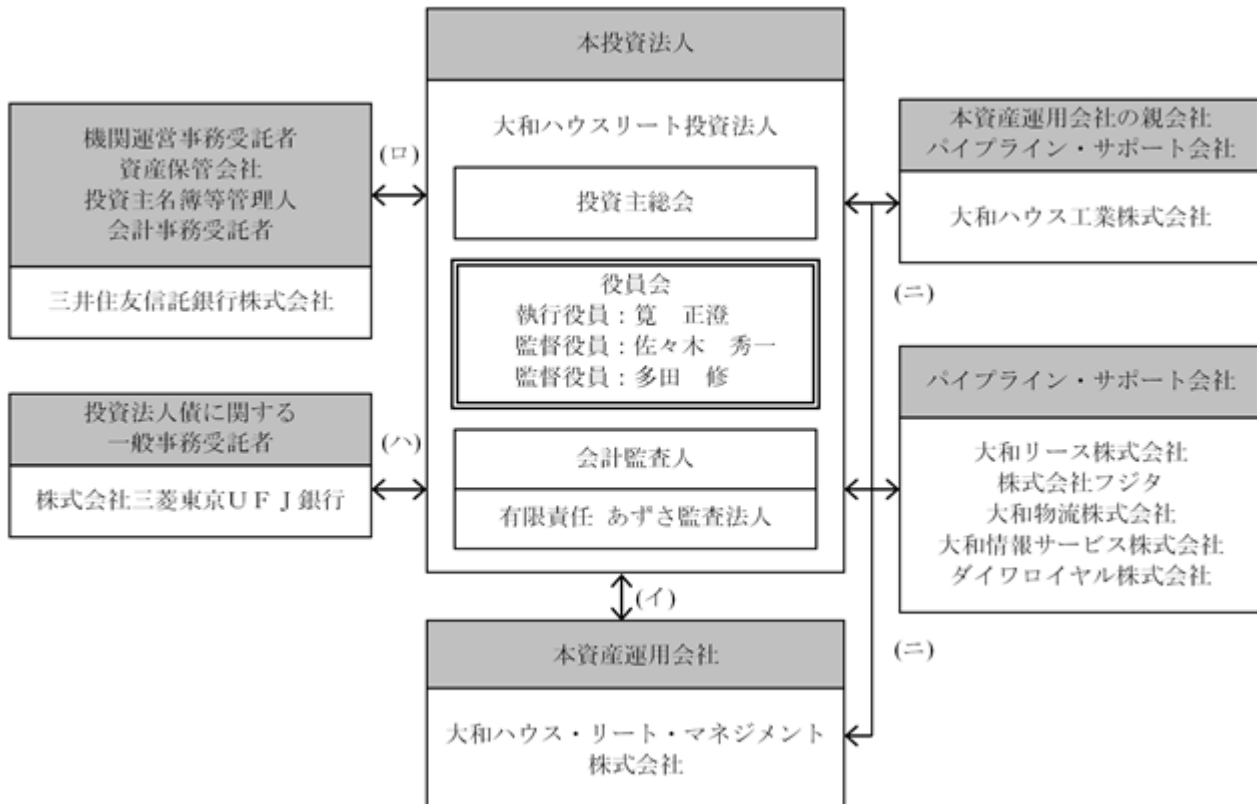 本投資法人
大和ハウスリート投資法人
投資主総会
役員会
執行役員：筧　正澄
監督役員：佐々木　秀一
監督役員：多田　修
会計監査人
有限責任 あずさ監査法人
機関運営事務受託者
資産保管会社
投資主名簿等管理人
会計事務受託者
三井住友信託銀行株式会社
(ロ)
投資法人債に関する
一般事務受託者
株式会社三菱東京ＵＦＪ銀行
(ハ)
本資産運用会社の親会社
パイプライン・サポート会社
大和ハウス工業株式会社
(ニ)
パイプライン・サポート会社
大和リース株式会社
株式会社フジタ
大和物流株式会社
大和情報サービス株式会社
ダイワロイヤル株式会社
(ニ)
(イ)
本資産運用会社
大和ハウス・リート・マネジメント
株式会社